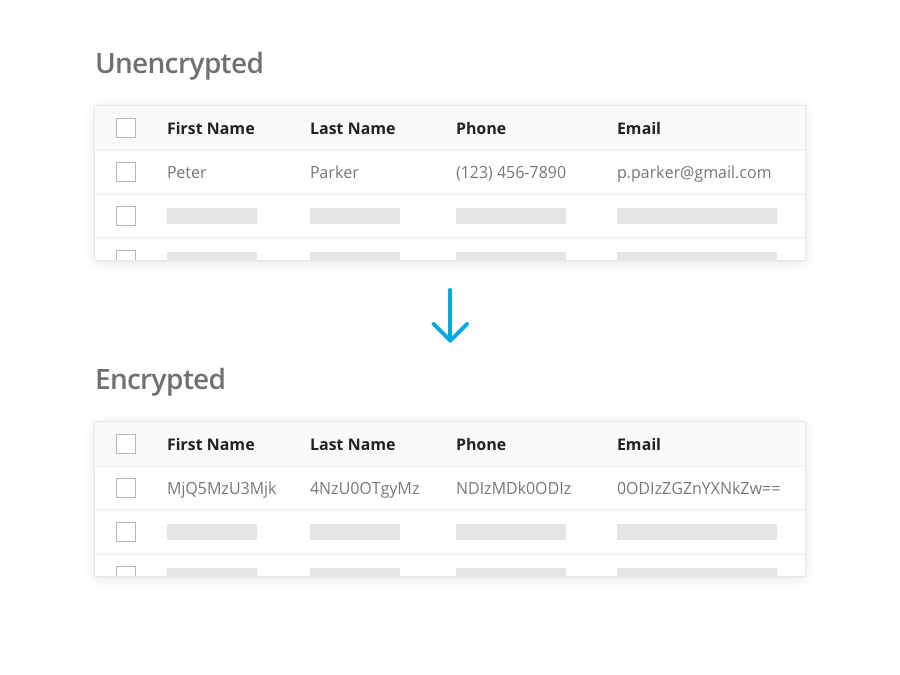 Unencrypted
First Name Last Name Phone Email
Peter Parker (123) 456-7890 p.parker@gmail.com
Encrypted
First Name Last Name Phone Email
MjQ5MzU3Mjk 4NzU0OTgyMz NDIzMDk0ODIz 0ODIzZGZnYXNkZw==